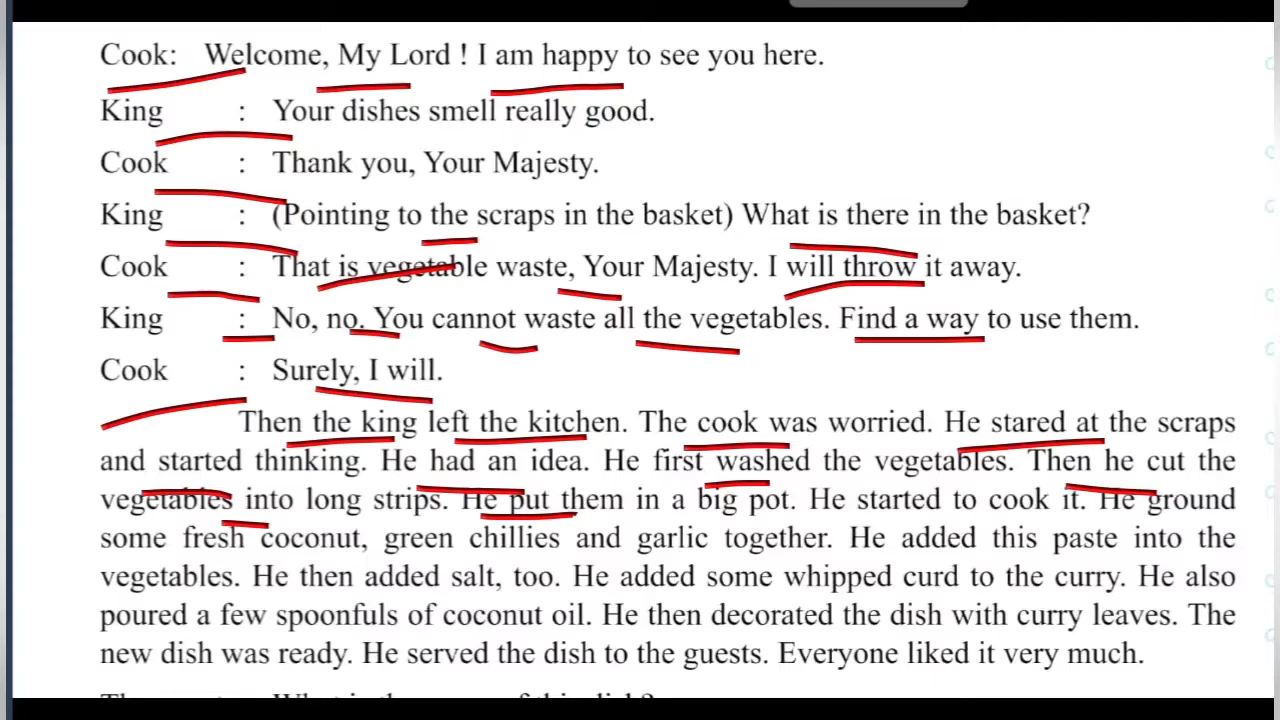 Cook: Welcome, My Lord ! I am happy to see you here.
King : Your dishes smell really good.
Cook : Thank you, Your Majesty.
King : (Pointing to the scraps in the basket) What is there in the basket?
Cook : That is vegetable waste, Your Majesty. I will throw it away.
King : No, no. You cannot waste all the vegetables. Find a way to use them.
Cook : Surely, I will.
Then the king left the kitchen. The cook was worried. He stared at the scraps
and started thinking. He had an idea. He first washed the vegetables. Then he cut the
vegetables into long strips. He put them in a big pot. He started to cook it. He ground
some fresh coconut, green chillies and garlic together. He added this paste into the
vegetables. He then added salt, too. He added some whipped curd to the curry. He also
poured a few spoonfuls of coconut oil. He then decorated the dish with curry leaves. The
new dish was ready. He served the dish to the guests. Everyone liked it very much.